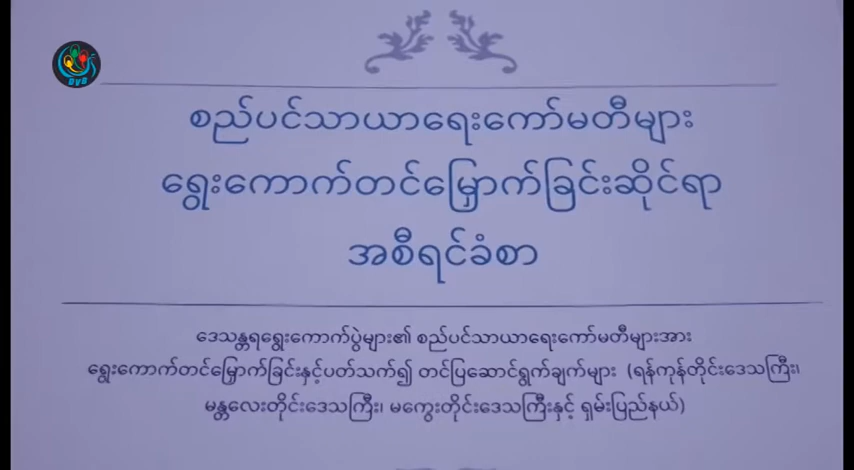 DVB
စည်ပင်သာယာရေးကော်မတီများ
ရွေးကောက်တင်မြှောက်ခြင်းဆိုင်ရာ
အစီရင်ခံစာ
ဒေသန္တရရွေးကောက်ပွဲများ၏ စည်ပင်သာယာရေးကော်မတီများအား
ရွေးကောက်တင်မြှောက်ခြင်းနှင့်ပတ်သက်၍ တင်ပြဆောင်ရွက်ချက်များ (ရန်ကုန်တိုင်းဒေသကြီး၊
မန္တလေးတိုင်းဒေသကြီး၊ မကွေးတိုင်းဒေသကြီးနှင့် ရှမ်းပြည်နယ်)